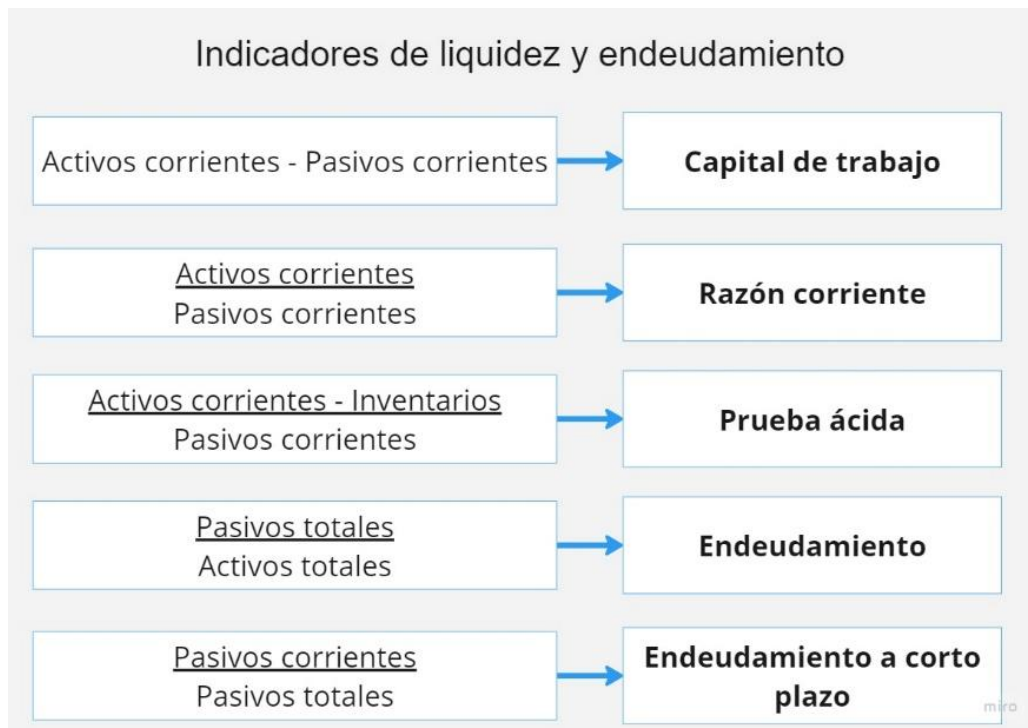 Indicadores de liquidez y endeudamiento
Activos corrientes - Pasivos corrientes
Capital de trabajo
Activos corrientes
Pasivos corrientes
Razón corriente
Activos corrientes - Inventarios
Pasivos corrientes
Prueba ácida
Pasivos totales
Activos totales
Endeudamiento
Pasivos corrientes
Pasivos totales
Endeudamiento a corto
plazo
miro